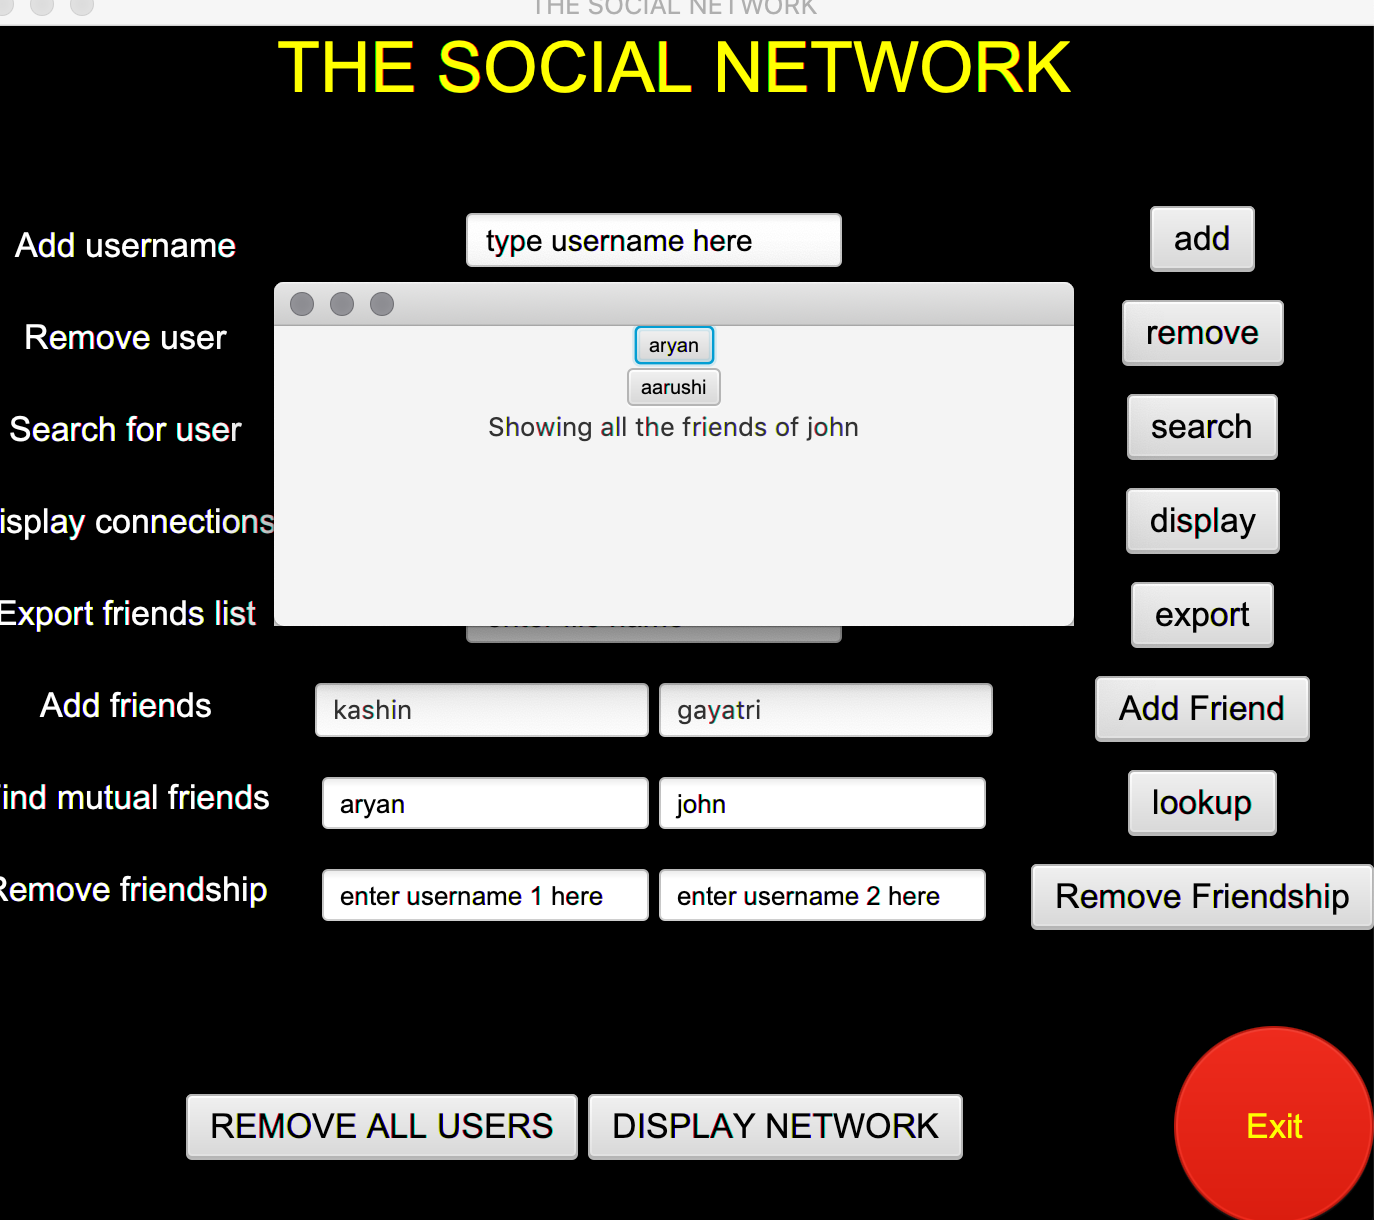 THE SOCIAL NETWORK
THE SOCIAL NETWORK
Add username
type username here
add
Remove user
remove
aryan
aarushi
Showing all the friends of john
Search for user
search
isplay connections
display
Export friends list
export
Add friends
kashin
gayatri
Add Friend
ind mutual friends
aryan
john
lookup
Remove friendship
enter username 1 here
enter username 2 here
Remove Friendship
REMOVE ALL USERS
DISPLAY NETWORK
Exit